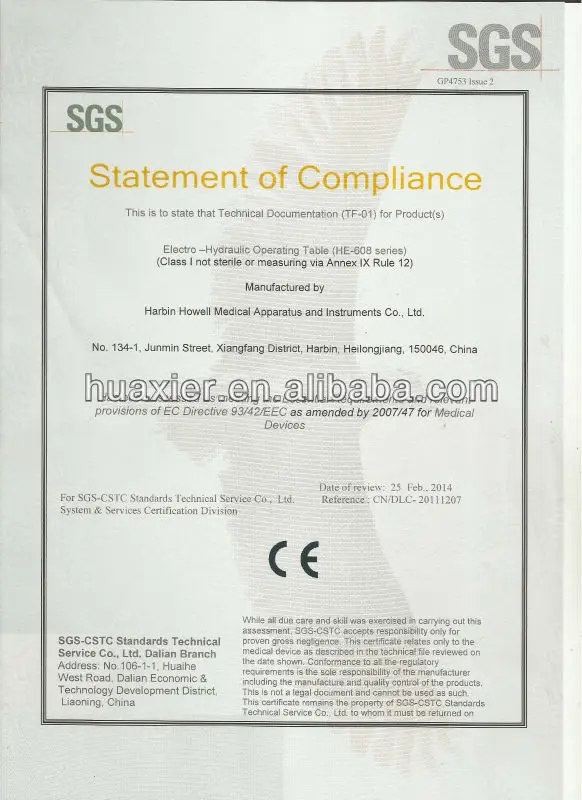 SGS
GP4753 Issue 2
SGS
Statement of Compliance
This is to state that Technical Documentation (TF-01) for Product(s)
Electro –Hydraulic Operating Table (HE-608 series)
(Class I not sterile or measuring via Annex IX Rule 12)
Manufactured by
Harbin Howell Medical Apparatus and Instruments Co., Ltd.
No. 134-1, Junmin Street, Xiangfang District, Harbin, Heilongjiang, 150046, China
huaxier.en.alibaba.com
and relevant
provisions of EC Directive 93/42/EEC as amended by 2007/47 for Medical
Devices
Date of review: 25 Feb., 2014
For SGS-CSTC Standards Technical Service Co., Ltd.
Reference : CN/DLC- 20111207
System & Services Certification Division
CE
SGS-CSTC Standards Technical
Service Co., Ltd. Dalian Branch
Address: No.106-1-1, Huaihe
West Road, Dalian Economic &
Technology Development District,
Liaoning, China
While all due care and skill was exercised in carrying out this
assessment, SGS-CSTC accepts responsibility only for
proven gross negligence. This certificate relates only to the
medical device as described in the technical file reviewed on
the date shown. Conformance to all the regulatory
requirements is the sole responsibility of the manufacturer
including the manufacture and quality control of the products.
This is not a legal document and cannot be used as such.
This certificate remains the property of SGS-CSTC Standards
Technical Service Co., Ltd. to whom it must be returned on